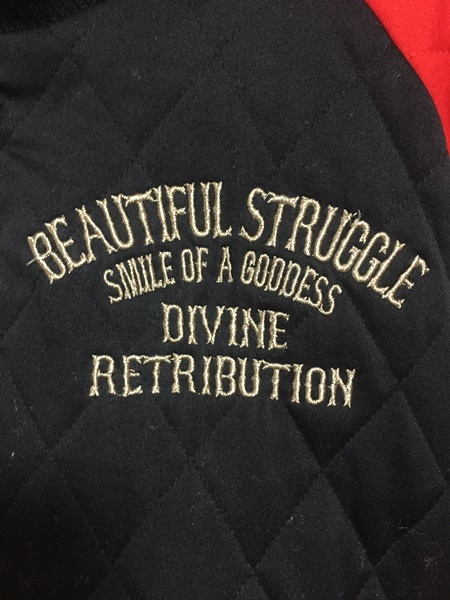 BEAUTIFUL STRUGGLE
SMILE OF A GODDESS
DIVINE
RETRIBUTION